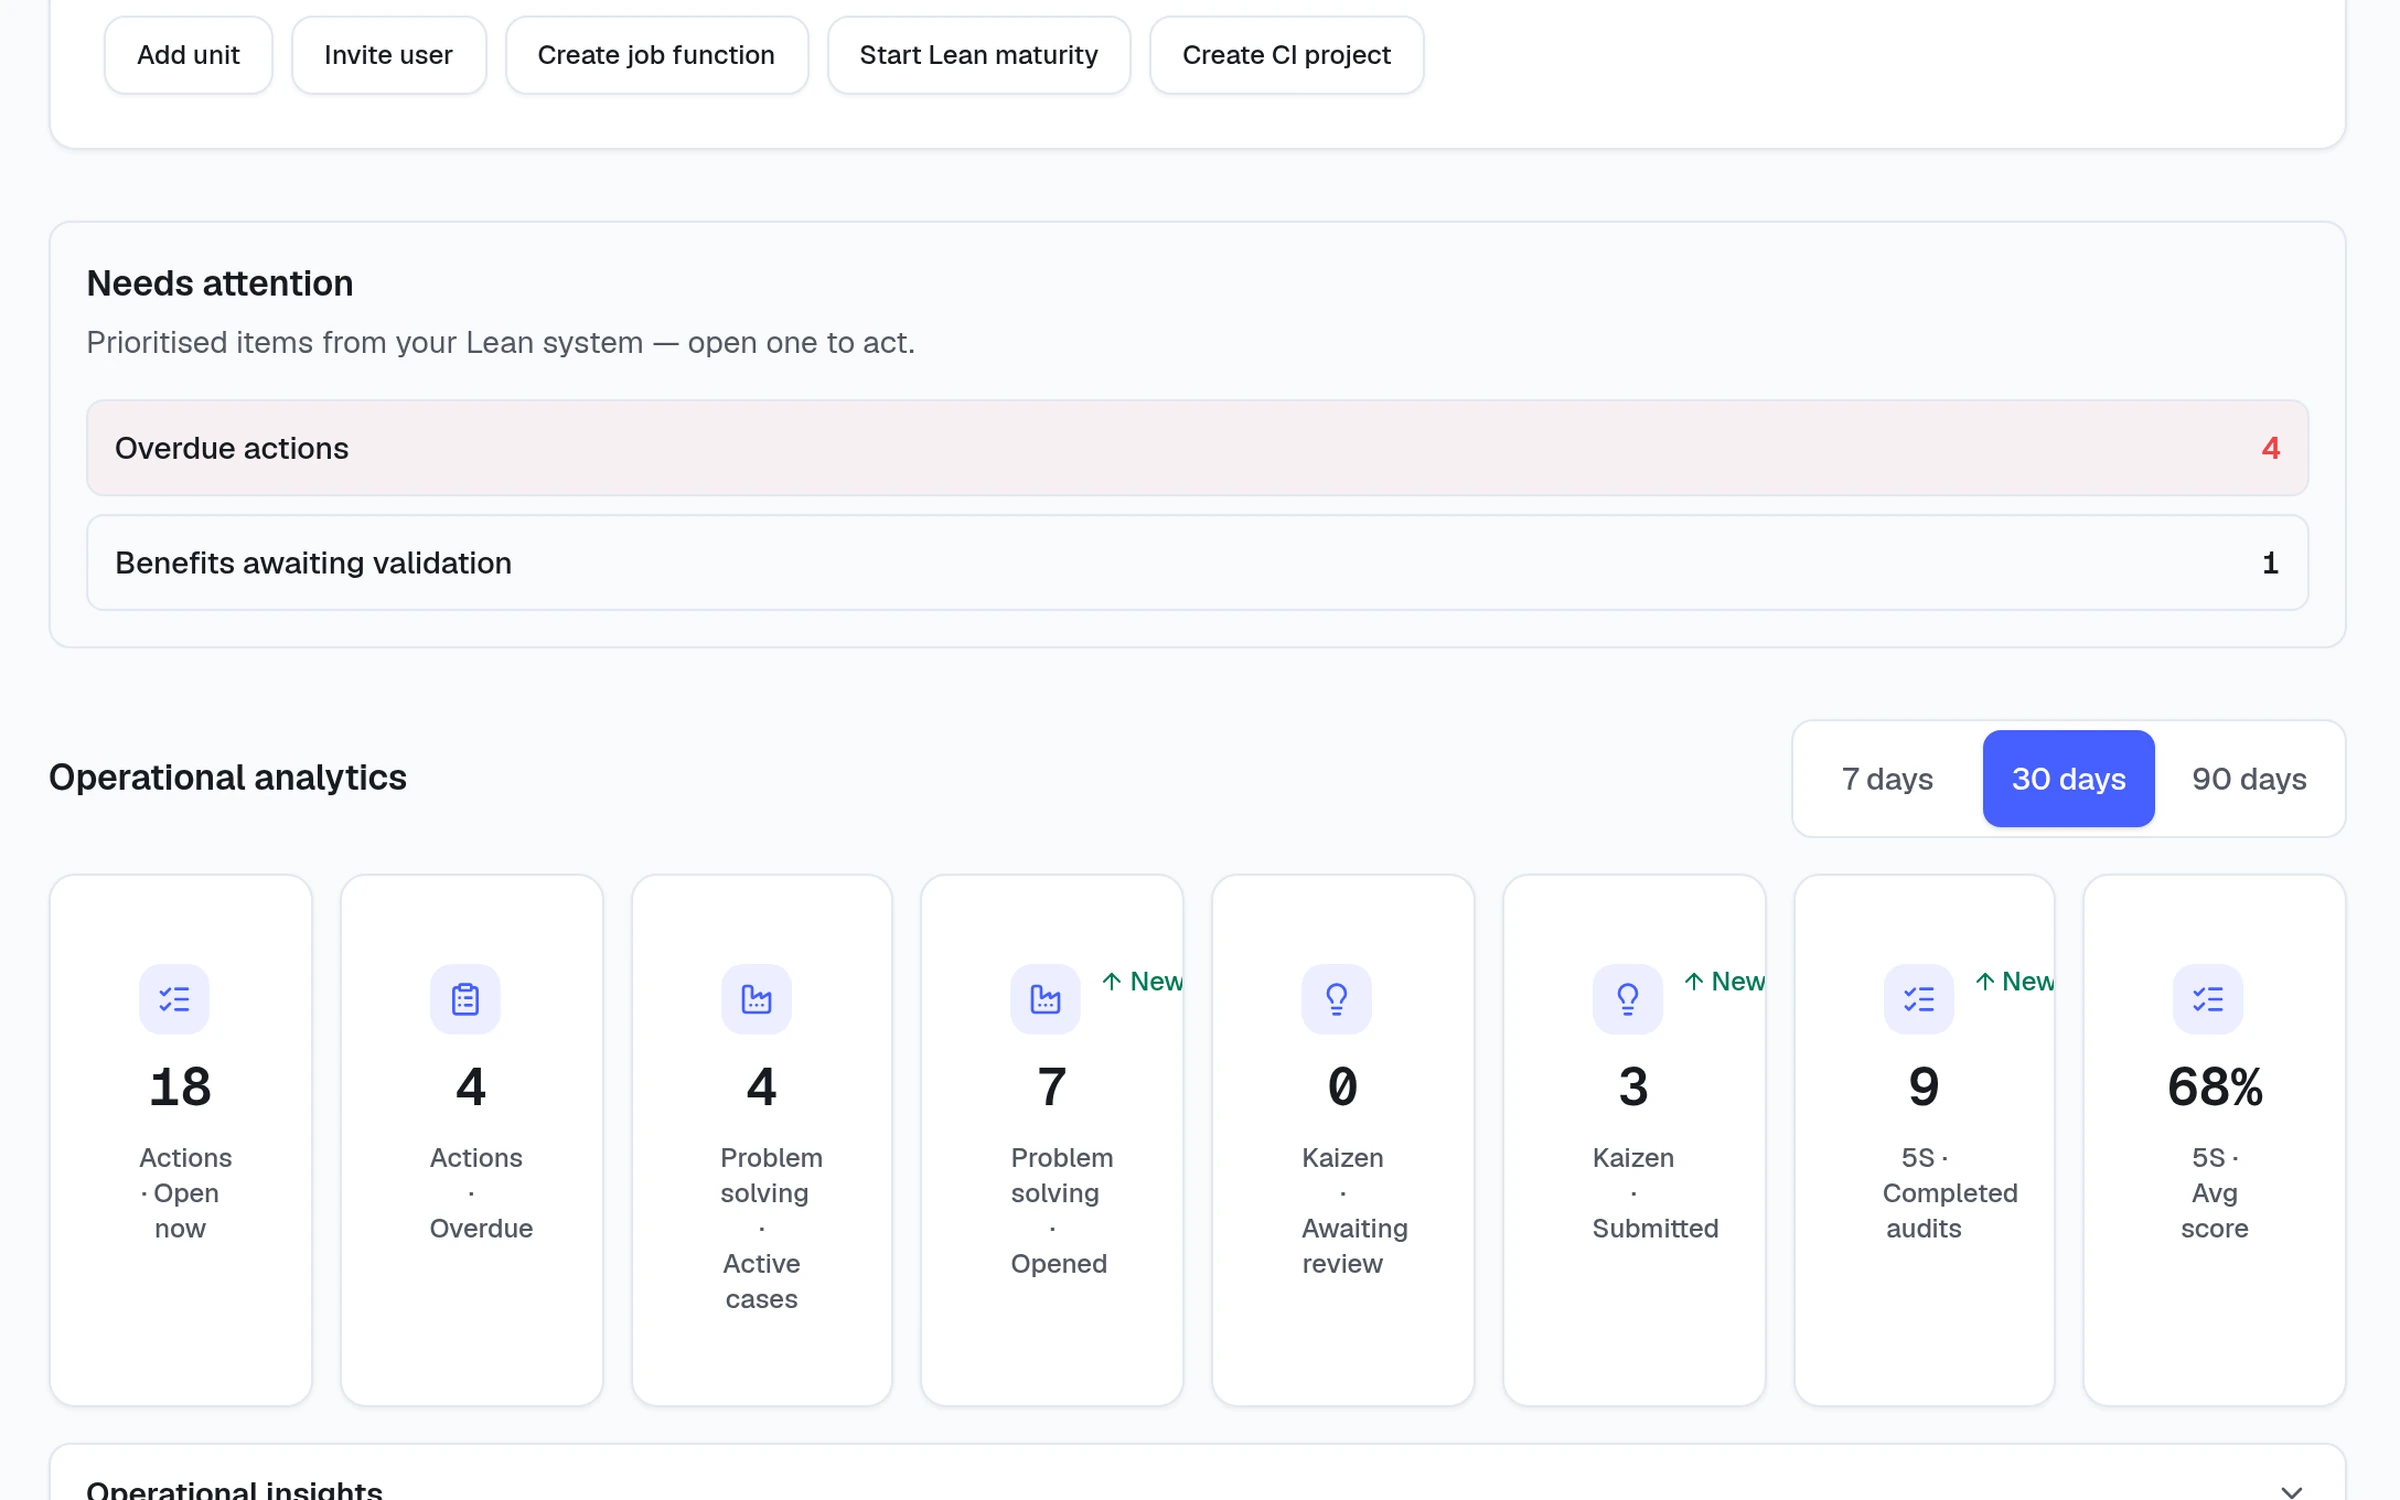 Add unit
Invite user
Create job function
Start Lean maturity
Create CI project
Needs attention
Prioritised items from your Lean system — open one to act.
Overdue actions
4
Benefits awaiting validation
1
Operational analytics
7 days
30 days
90 days
18
Actions
· Open
now
4
Actions
·
Overdue
4
Problem
solving
·
Active
cases
↑ New
7
Problem
solving
·
Opened
0
Kaizen
·
Awaiting
review
↑ New
3
Kaizen
·
Submitted
↑ New
9
5S ·
Completed
audits
68%
5S ·
Avg
score
Operational insights